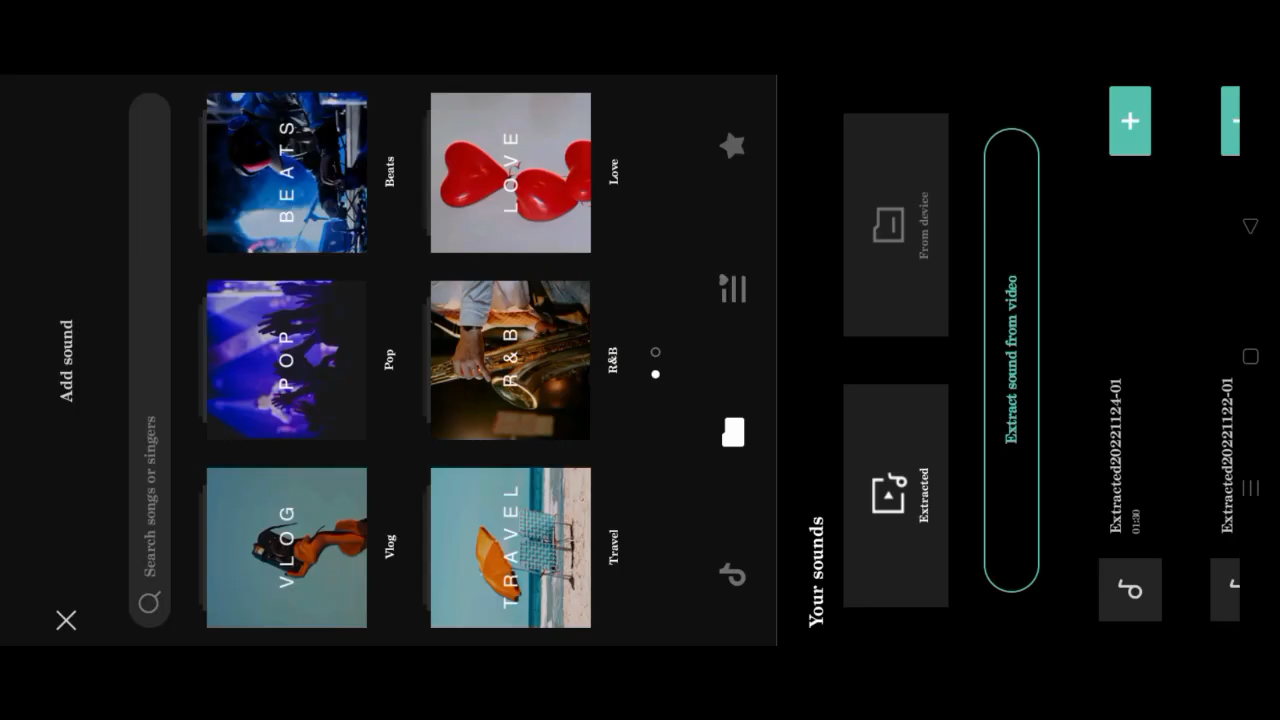 Add sound
Search songs or singers
VLOG
POP
BEATS
Vlog
Pop
Beats
TRAVEL
R&B
LOVE
Travel
R&B
Love
Your sounds
Extracted
From device
Extract sound from video
Extracted20221124-01
01:30
Extracted20221122-01